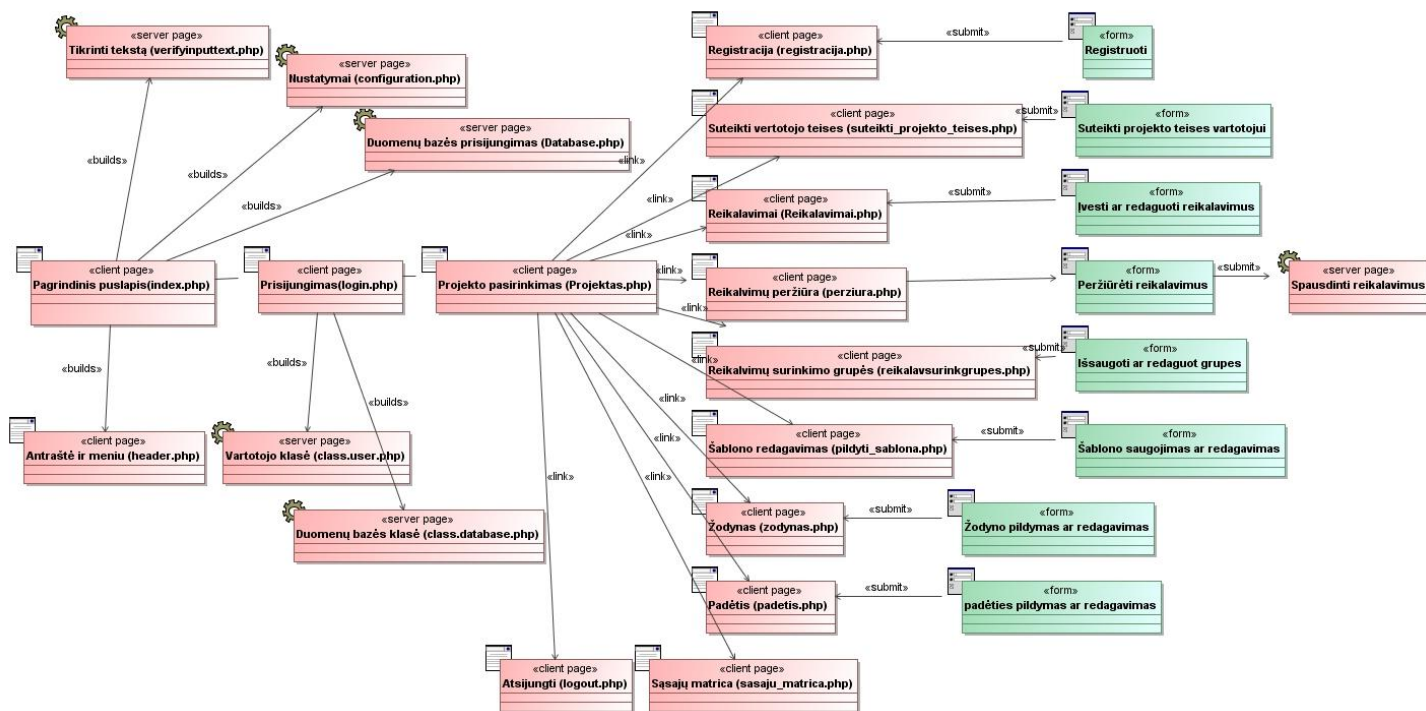 «server page»
Tikrinti tekstą (verifyinputtext.php)
«server page»
Nustatymai (configuration.php)
«server page»
Duomenų bazės prisijungimas (Database.php)
«builds»
«builds»
«builds»
«client page»
Pagrindinis puslapis(index.php)
«client page»
Prisijungimas(login.php)
«client page»
Projekto pasirinkimas (Projektas.php)
«builds»
«builds»
«client page»
Antraštė ir meniu (header.php)
«server page»
Vartotojo klasė (class.user.php)
«server page»
Duomenų bazės klasė (class.database.php)
«link»
«link»
«link»
«link»
«link»
«link»
«link»
«link»
«link»
«link»
«client page»
Registracija (registracija.php)
«submit»
«form»
Registruoti
«client page»
Suteikti vertotojo teises (suteikti_projekto_teises.php)
«submit»
«form»
Suteikti projekto teises vartotojui
«client page»
Reikalavimai (Reikalavimai.php)
«submit»
«form»
Įvesti ar redaguoti reikalavimus
«client page»
Reikalvimų peržiūra (perziura.php)
«form»
Peržiūrėti reikalavimus
«submit»
«server page»
Spausdinti reikalavimus
«client page»
Reikalvimų surinkimo grupės (reikalavsurinkgrupes.php)
«submit»
«form»
Išsaugoti ar redaguot grupes
«client page»
Šablono redagavimas (pildyti_sablona.php)
«submit»
«form»
Šablono saugojimas ar redagavimas
«client page»
Žodynas (zodynas.php)
«submit»
«form»
Žodyno pildymas ar redagavimas
«client page»
Padėtis (padetis.php)
«submit»
«form»
padėties pildymas ar redagavimas
«client page»
Atsijungti (logout.php)
«client page»
Sąsajų matrica (sasaju_matrica.php)